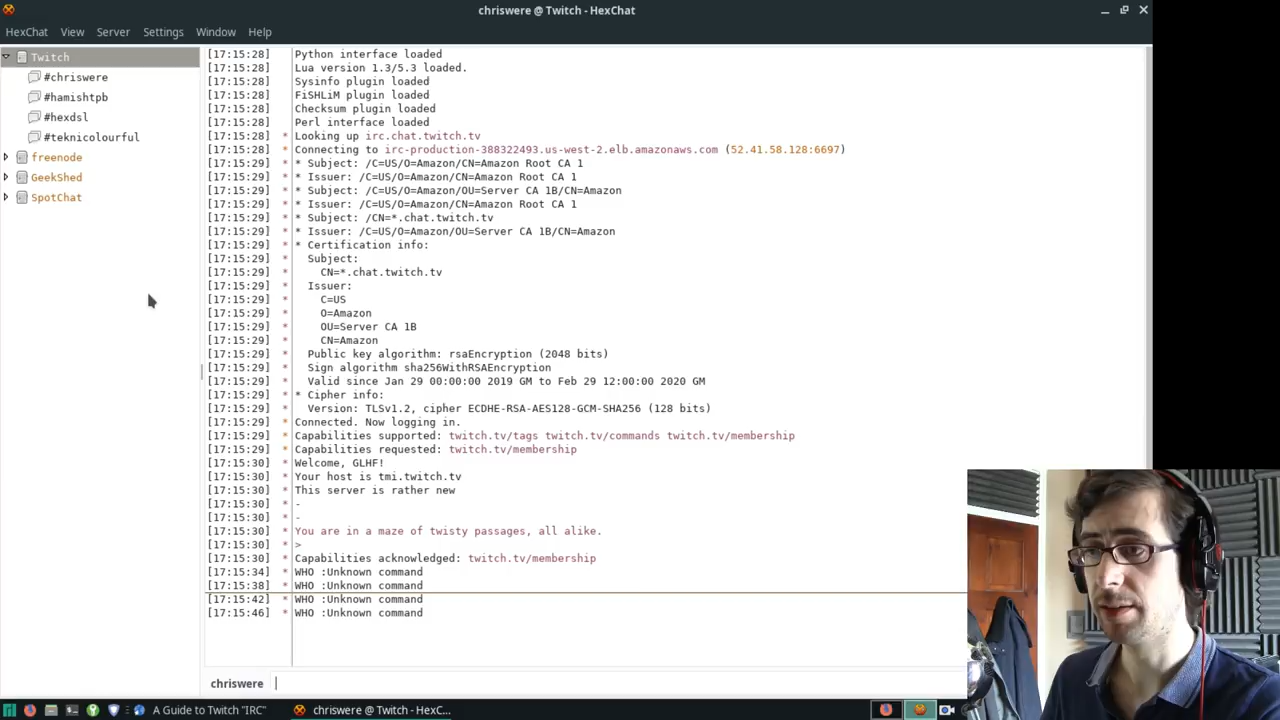 chriswere @ Twitch - HexChat
HexChat View Server Settings Window Help
Twitch
#chriswere
#hamishtpb
#hexdsl
#teknicolourful
freenode
GeekShed
SpotChat
[17:15:28] Python interface loaded
[17:15:28] Lua version 1.3/5.3 loaded.
[17:15:28] Sysinfo plugin loaded
[17:15:28] FiSHLiM plugin loaded
[17:15:28] Checksum plugin loaded
[17:15:28] Perl interface loaded
[17:15:28] * Looking up irc.chat.twitch.tv
[17:15:28] * Connecting to irc-production-388322493.us-west-2.elb.amazonaws.com (52.41.58.128:6697)
[17:15:29] * * Subject: /C=US/O=Amazon/CN=Amazon Root CA 1
[17:15:29] * * Issuer: /C=US/O=Amazon/CN=Amazon Root CA 1
[17:15:29] * * Subject: /C=US/O=Amazon/OU=Server CA 1B/CN=Amazon
[17:15:29] * * Issuer: /C=US/O=Amazon/CN=Amazon Root CA 1
[17:15:29] * * Subject: /CN=*.chat.twitch.tv
[17:15:29] * * Issuer: /C=US/O=Amazon/OU=Server CA 1B/CN=Amazon
[17:15:29] * * Certification info:
[17:15:29] * Subject:
[17:15:29] * CN=*.chat.twitch.tv
[17:15:29] * Issuer:
[17:15:29] * C=US
[17:15:29] * O=Amazon
[17:15:29] * OU=Server CA 1B
[17:15:29] * CN=Amazon
[17:15:29] * Public key algorithm: rsaEncryption (2048 bits)
[17:15:29] * Sign algorithm sha256WithRSAEncryption
[17:15:29] * Valid since Jan 29 00:00:00 2019 GM to Feb 29 12:00:00 2020 GM
[17:15:29] * * Cipher info:
[17:15:29] * Version: TLSv1.2, cipher ECDHE-RSA-AES128-GCM-SHA256 (128 bits)
[17:15:29] * Connected. Now logging in.
[17:15:29] * Capabilities supported: twitch.tv/tags twitch.tv/commands twitch.tv/membership
[17:15:29] * Capabilities requested: twitch.tv/membership
[17:15:30] * Welcome, GLHF!
[17:15:30] * Your host is tmi.twitch.tv
[17:15:30] * This server is rather new
[17:15:30] * -
[17:15:30] * -
[17:15:30] * You are in a maze of twisty passages, all alike.
[17:15:30] * >
[17:15:30] * Capabilities acknowledged: twitch.tv/membership
[17:15:34] * WHO :Unknown command
[17:15:38] * WHO :Unknown command
[17:15:42] * WHO :Unknown command
[17:15:46] * WHO :Unknown command
chriswere
A Guide to Twitch "IRC"
chriswere @ Twitch - HexC...